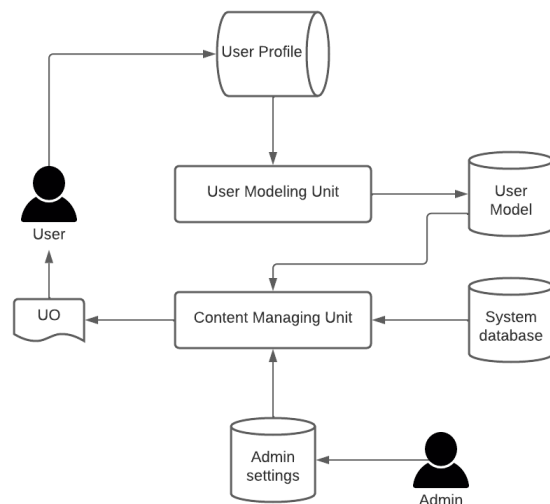 User Profile
User Modeling Unit
User
Model
User
UO
Content Managing Unit
System
database
Admin
settings
Admin